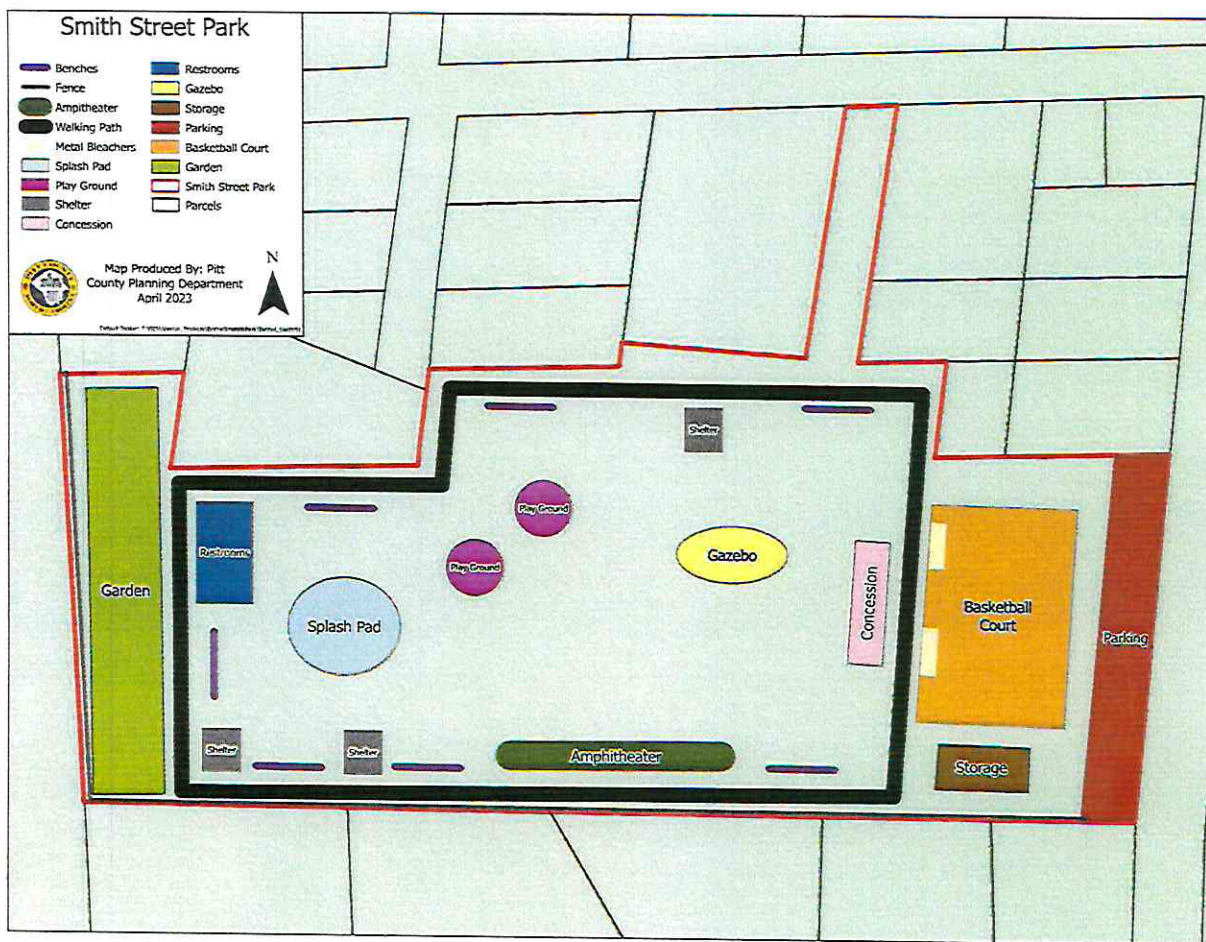 Smith Street Park
Benches
Fence
Ampitheater
Walking Path
Metal Bleachers
Splash Pad
Play Ground
Shelter
Concession
Restrooms
Gazebo
Storage
Parking
Basketball Court
Garden
Smith Street Park
Parcels
N
Map Produced By: Pitt
County Planning Department
April 2023
Shelter
Play Ground
Restrooms
Play Ground
Gazebo
Garden
Concession
Basketball
Court
Splash Pad
Parking
Shelter
Shelter
Amphitheater
Storage